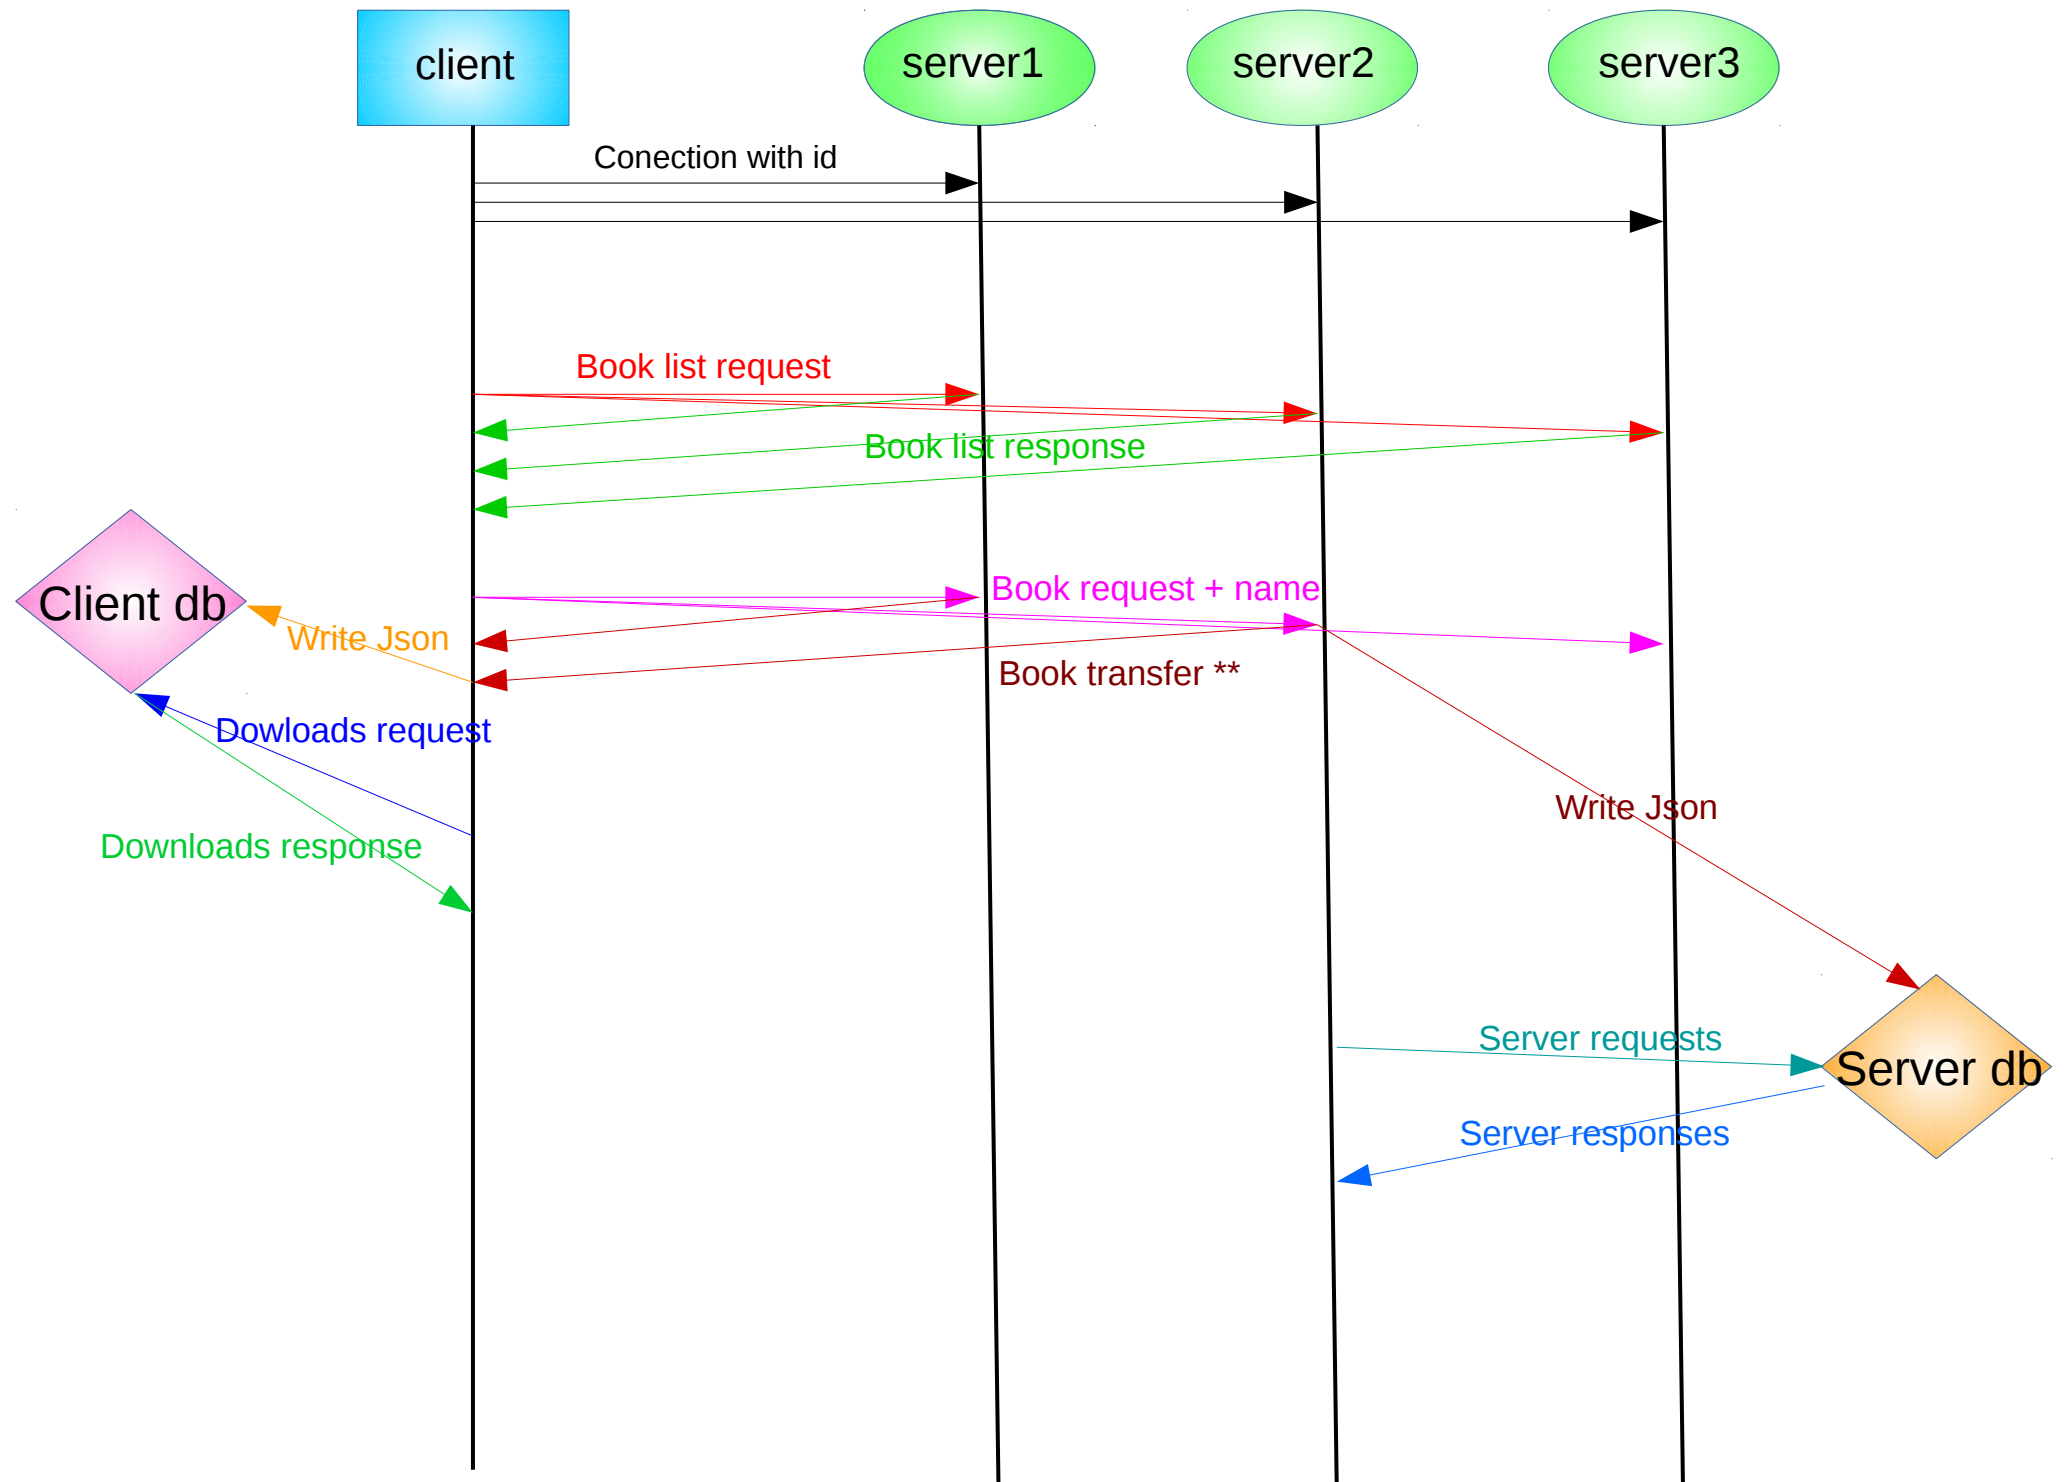 client
server1
server2
server3
Conection with id
Book list request
Book list response
Client db
Book request + name
Write Json
Book transfer **
Dowloads request
Write Json
Downloads response
Server requests
Server db
Server responses